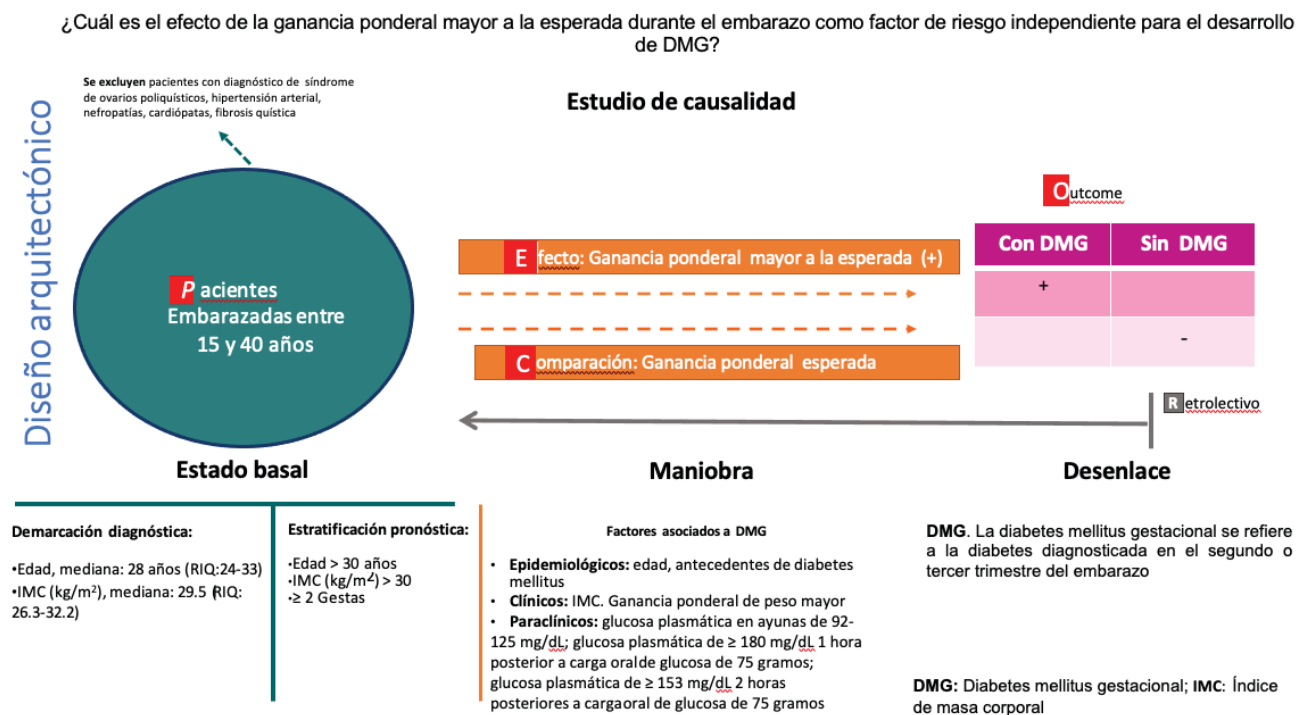 ¿Cuál es el efecto de la ganancia ponderal mayor a la esperada durante el embarazo como factor de riesgo independiente para el desarrollo
de DMG?
Diseño arquitectónico
Se excluyen pacientes con diagnóstico de síndrome
de ovarios poliquísticos, hipertensión arterial,
nefropatías, cardiópatas, fibrosis quística
Estudio de causalidad
Pacientes
Embarazadas entre
15 y 40 años
Efecto: Ganancia ponderal mayor a la esperada (+)
Comparación: Ganancia ponderal esperada
Outcome
Con DMG Sin DMG
+
-
Retrolectivo
Estado basal
Maniobra
Desenlace
Demarcación diagnóstica:
•Edad, mediana: 28 años (RIQ:24-33)
•IMC (kg/m²), mediana: 29.5 (RIQ:
26.3-32.2)
Estratificación pronóstica:
•Edad > 30 años
•IMC (kg/m²) > 30
•≥ 2 Gestas
Factores asociados a DMG
• Epidemiológicos: edad, antecedentes de diabetes
mellitus
• Clínicos: IMC. Ganancia ponderal de peso mayor
• Paraclínicos: glucosa plasmática en ayunas de 92-
125 mg/dL; glucosa plasmática de ≥ 180 mg/dL 1 hora
posterior a carga oral de glucosa de 75 gramos;
glucosa plasmática de ≥ 153 mg/dL 2 horas
posteriores a carga oral de glucosa de 75 gramos
DMG. La diabetes mellitus gestacional se refiere
a la diabetes diagnosticada en el segundo o
tercer trimestre del embarazo
DMG: Diabetes mellitus gestacional; IMC: Índice
de masa corporal